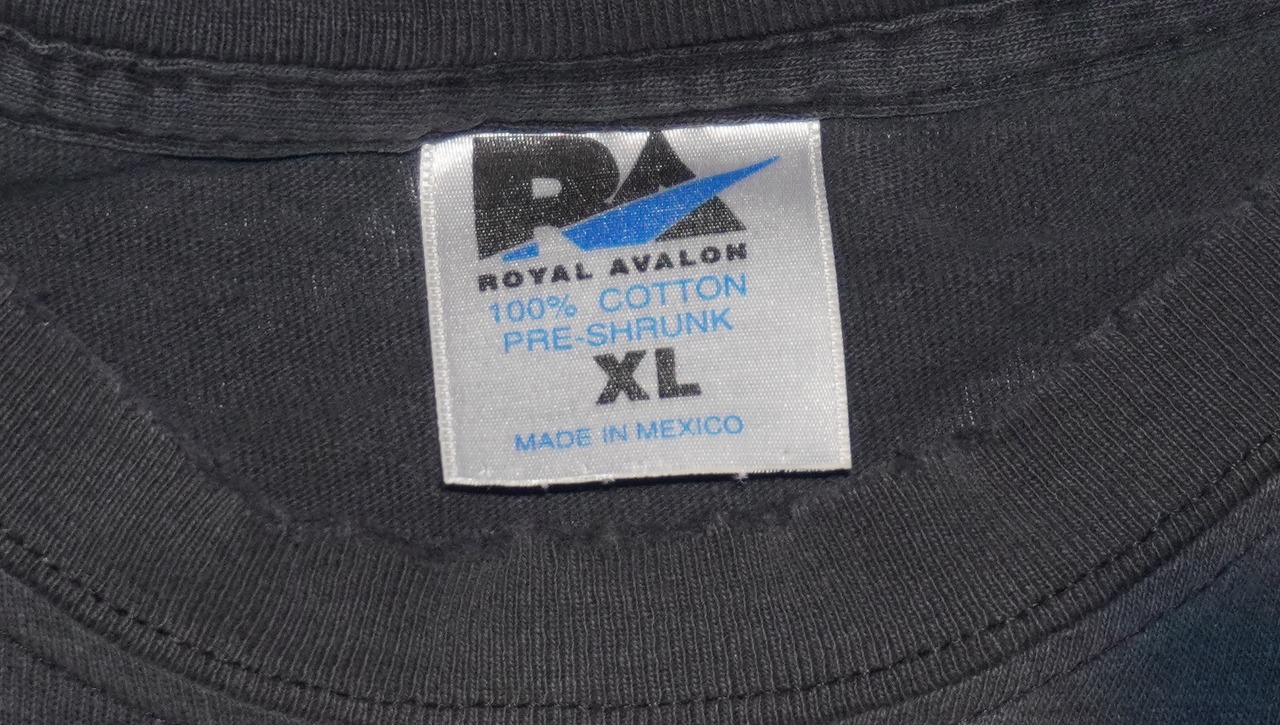 RA
ROYAL AVALON
100% COTTON
PRE-SHRUNK
XL
MADE IN MEXICO